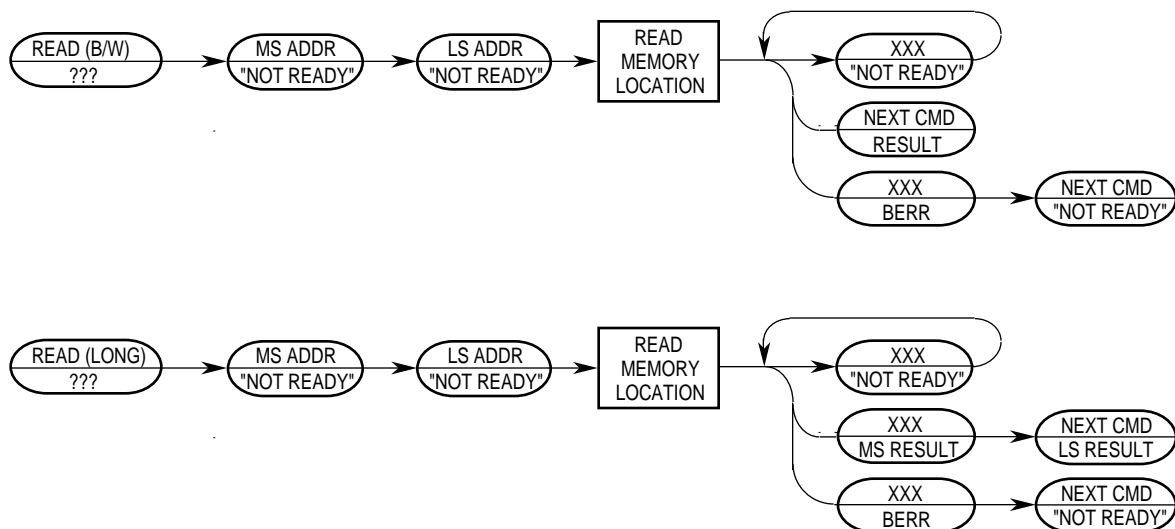 READ (B/W)
???
MS ADDR
"NOT READY"
LS ADDR
"NOT READY"
READ
MEMORY
LOCATION
XXX
"NOT READY"
NEXT CMD
RESULT
XXX
BERR
NEXT CMD
"NOT READY"
READ (LONG)
???
MS ADDR
"NOT READY"
LS ADDR
"NOT READY"
READ
MEMORY
LOCATION
XXX
"NOT READY"
XXX
MS RESULT
NEXT CMD
LS RESULT
XXX
BERR
NEXT CMD
"NOT READY"